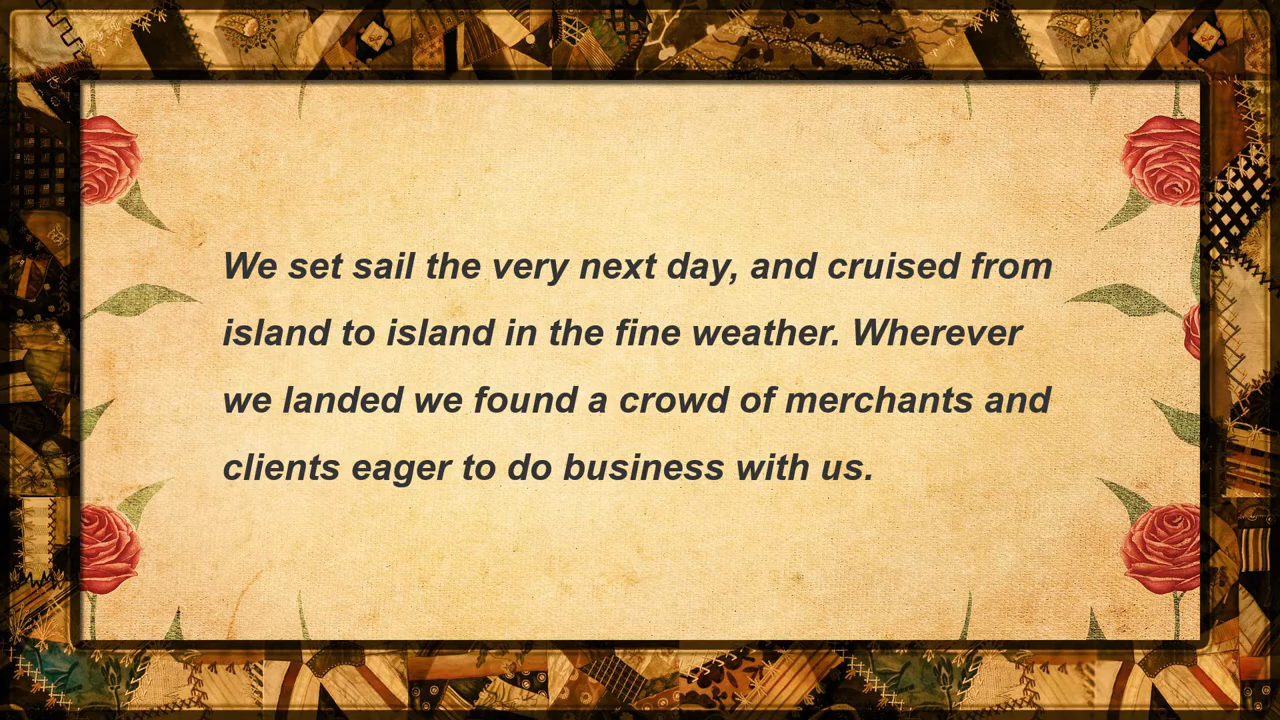 We set sail the very next day, and cruised from
island to island in the fine weather. Wherever
we landed we found a crowd of merchants and
clients eager to do business with us.